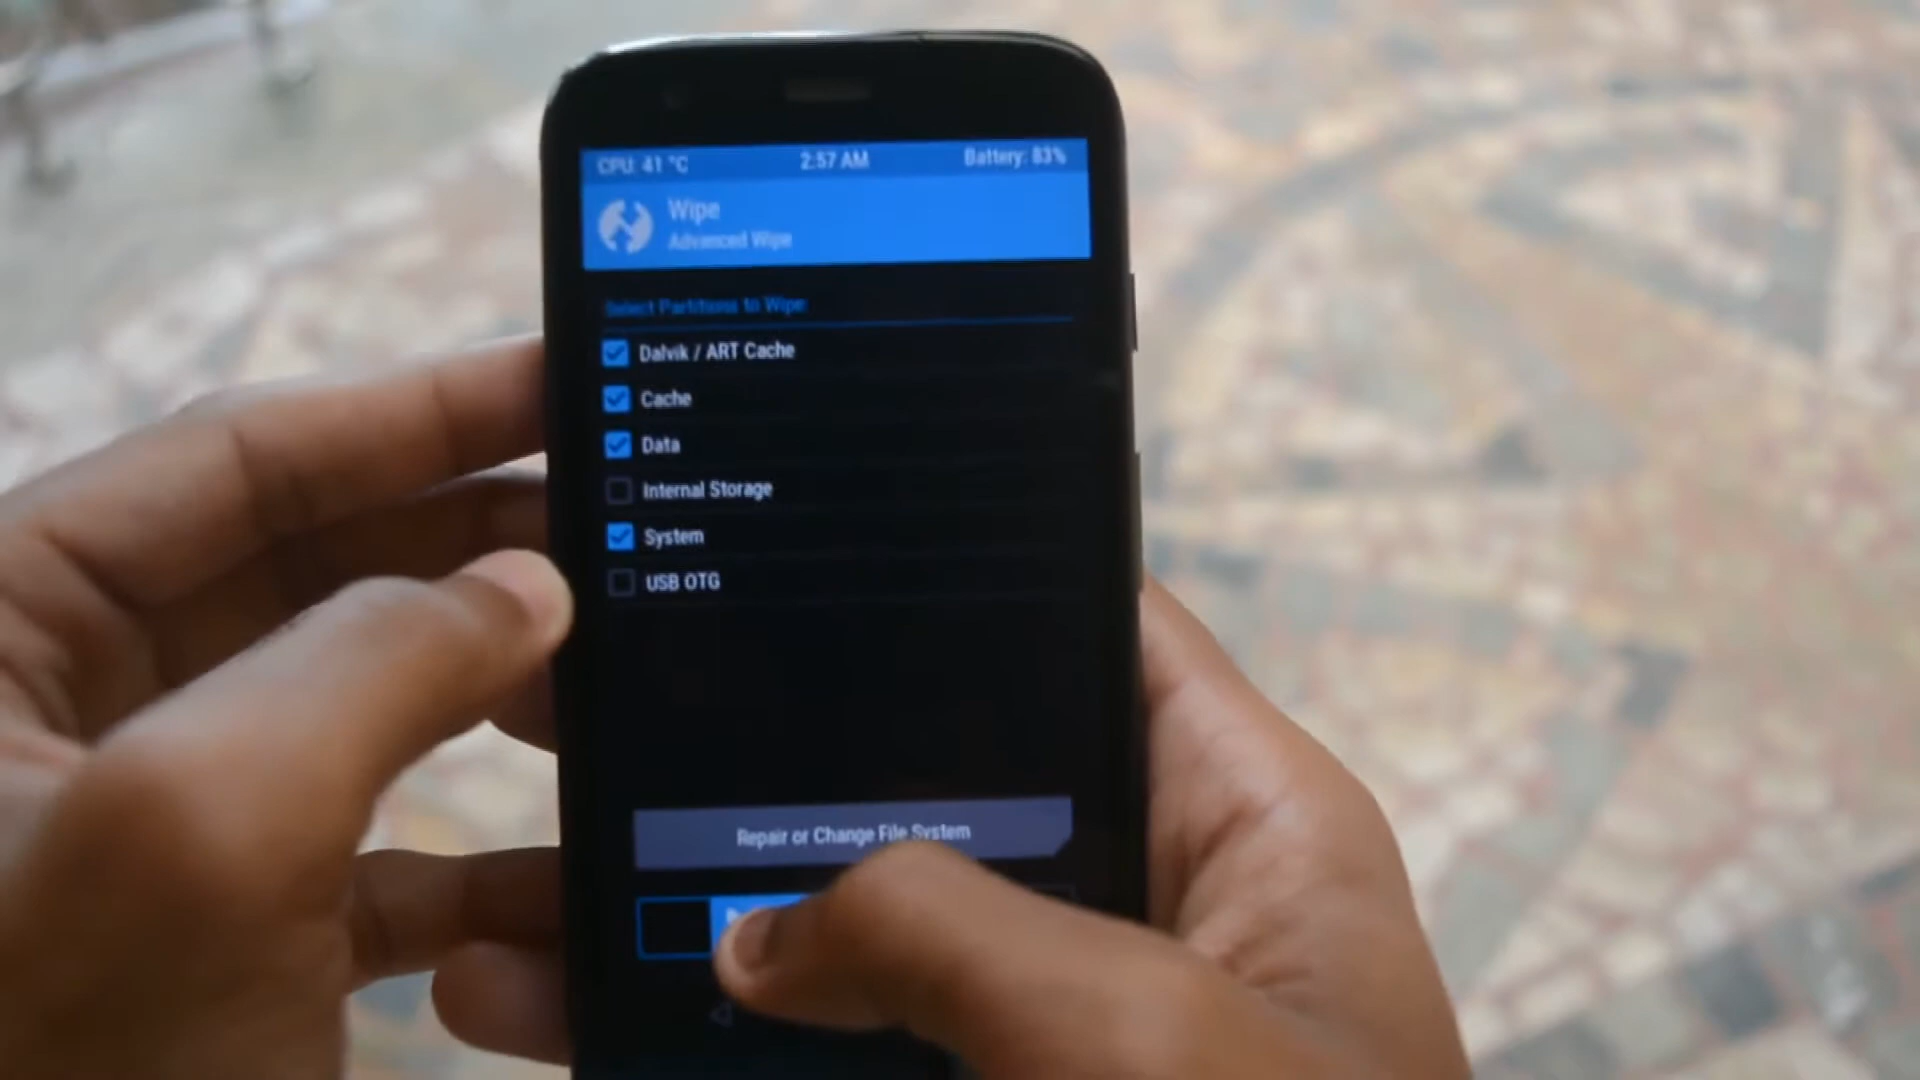 CPU: 41 °C 2:57 AM Battery: 83%
Wipe
Advanced Wipe
Select Partitions to Wipe:
Dalvik / ART Cache
Cache
Data
Internal Storage
System
USB OTG
Repair or Change File System